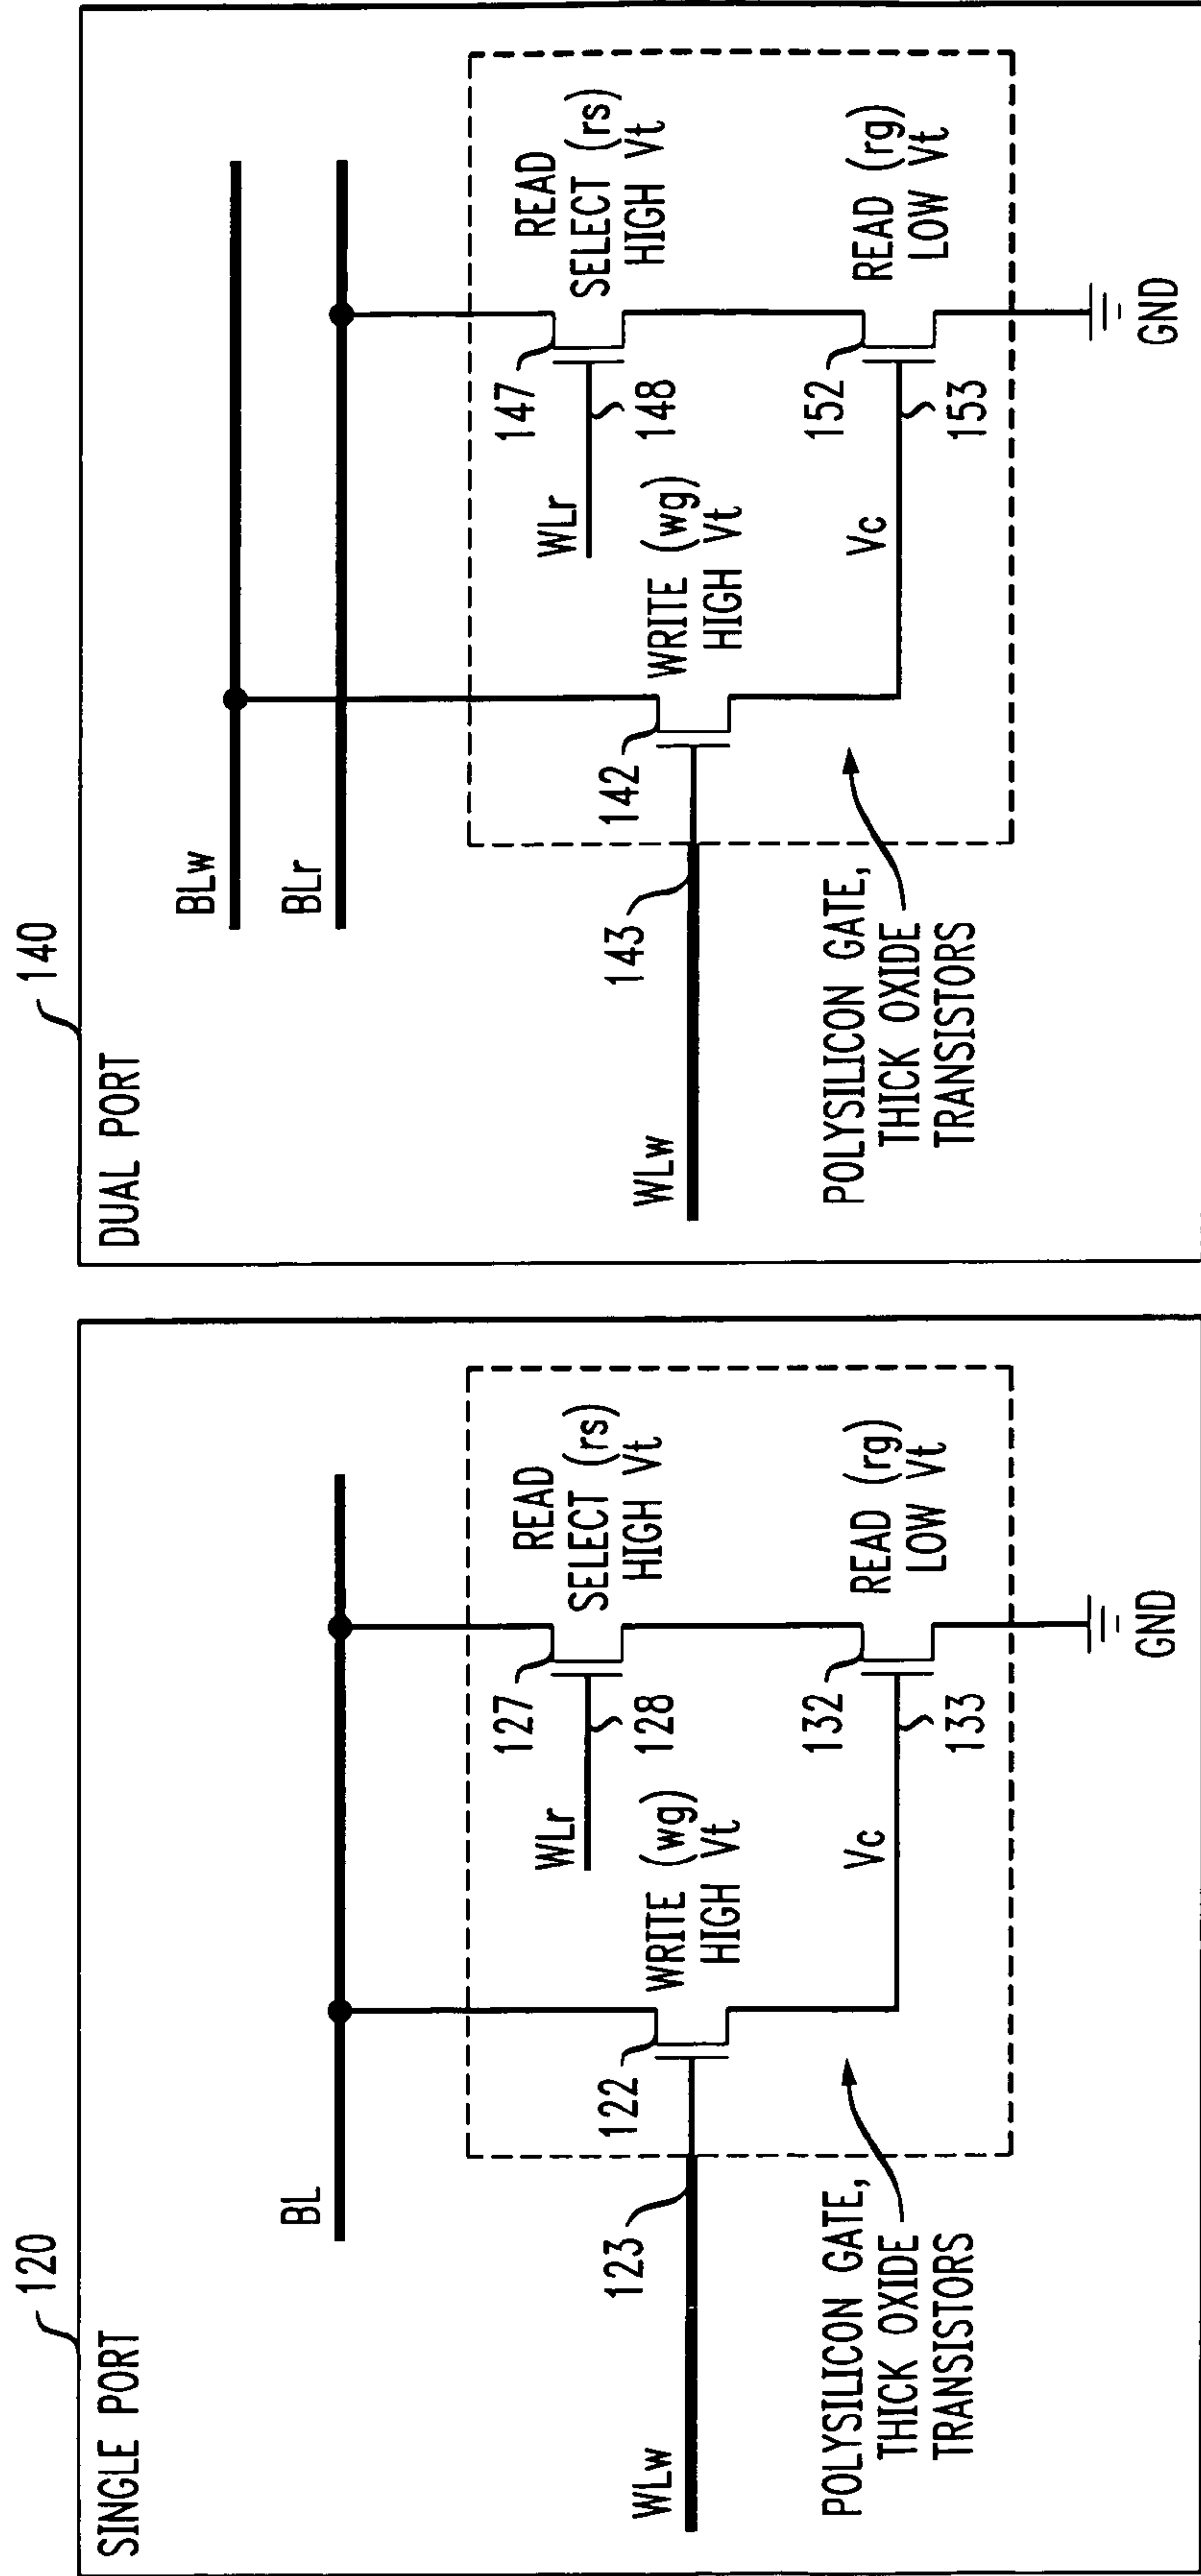 120
SINGLE PORT
BL
WLw
123
122
WRITE (wg)
HIGH Vt
WLr
127
128
READ
SELECT (rs)
HIGH Vt
Vc
132
133
READ (rg)
LOW Vt
GND
POLYSILICON GATE,
THICK OXIDE
TRANSISTORS
140
DUAL PORT
BLw
BLr
WLw
143
142
WRITE (wg)
HIGH Vt
WLr
147
148
READ
SELECT (rs)
HIGH Vt
Vc
152
153
READ (rg)
LOW Vt
GND
POLYSILICON GATE,
THICK OXIDE
TRANSISTORS